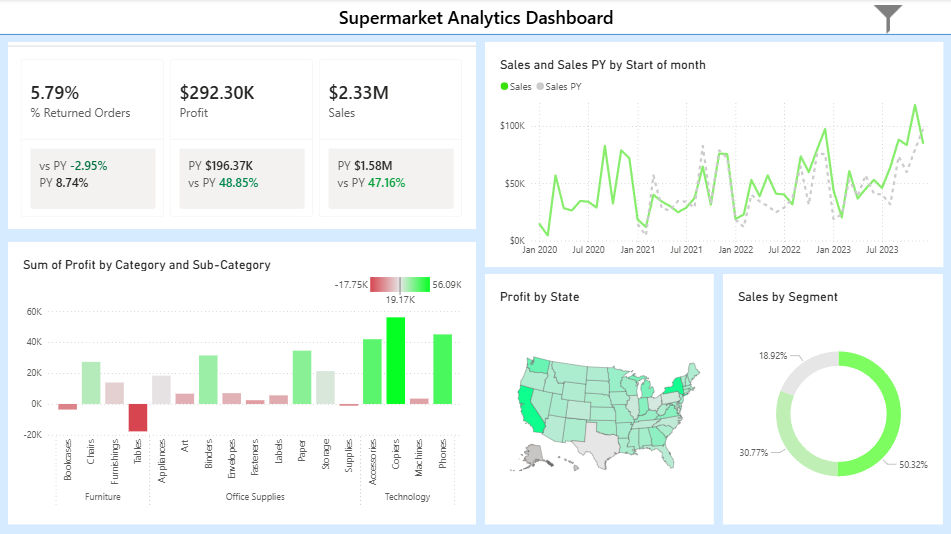 Supermarket Analytics Dashboard
5.79%
% Returned Orders
vs PY -2.95%
PY 8.74%
$292.30K
Profit
PY $196.37K
vs PY 48.85%
$2.33M
Sales
PY $1.58M
vs PY 47.16%
Sales and Sales PY by Start of month
Sales Sales PY
$100K
$50K
$0K
Jan 2020 Jul 2020 Jan 2021 Jul 2021 Jan 2022 Jul 2022 Jan 2023 Jul 2023
Sum of Profit by Category and Sub-Category
-17.75K 56.09K
19.17K
60K
40K
20K
0K
-20K
Bookcases Chairs Furnishings Tables Appliances Art Binders Envelopes Fasteners Labels Paper Storage Supplies Accessories Copiers Machines Phones
Furniture Office Supplies Technology
Profit by State
Sales by Segment
18.92%
30.77%
50.32%